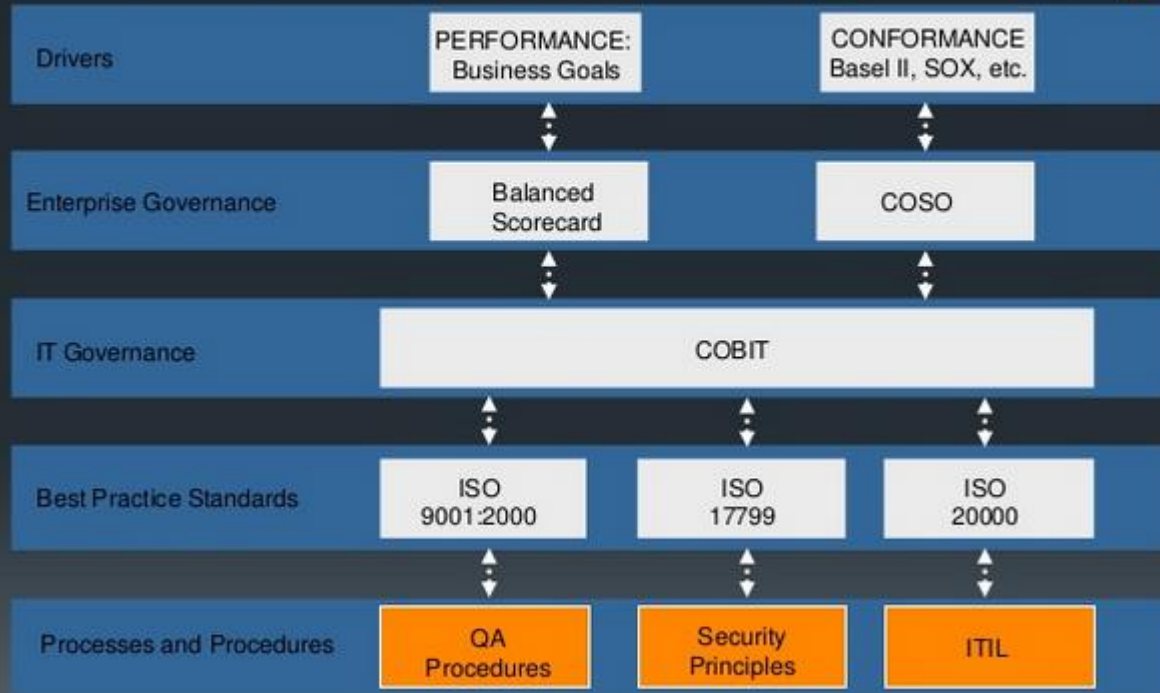 Drivers
PERFORMANCE:
Business Goals
CONFORMANCE
Basel II, SOX, etc.
Enterprise Governance
Balanced
Scorecard
COSO
IT Governance
COBIT
Best Practice Standards
ISO
9001:2000
ISO
17799
ISO
20000
Processes and Procedures
QA
Procedures
Security
Principles
ITIL